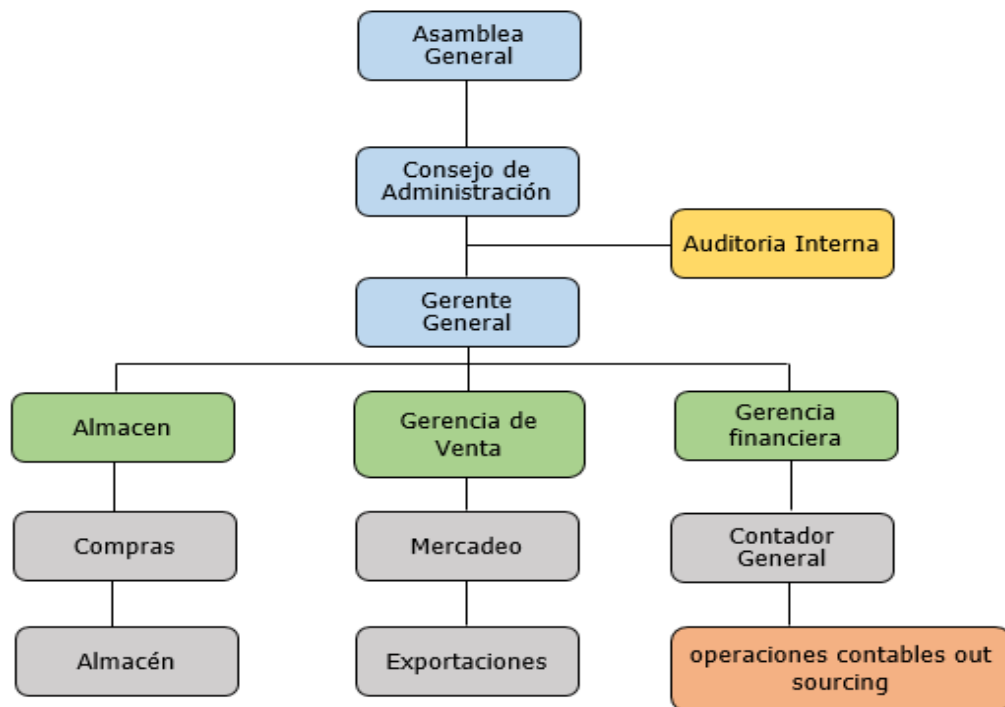 Asamblea
General
Consejo de
Administración
Auditoria Interna
Gerente
General
Almacen
Gerencia de
Venta
Gerencia
financiera
Compras
Mercadeo
Contador
General
Almacén
Exportaciones
operaciones contables out
sourcing